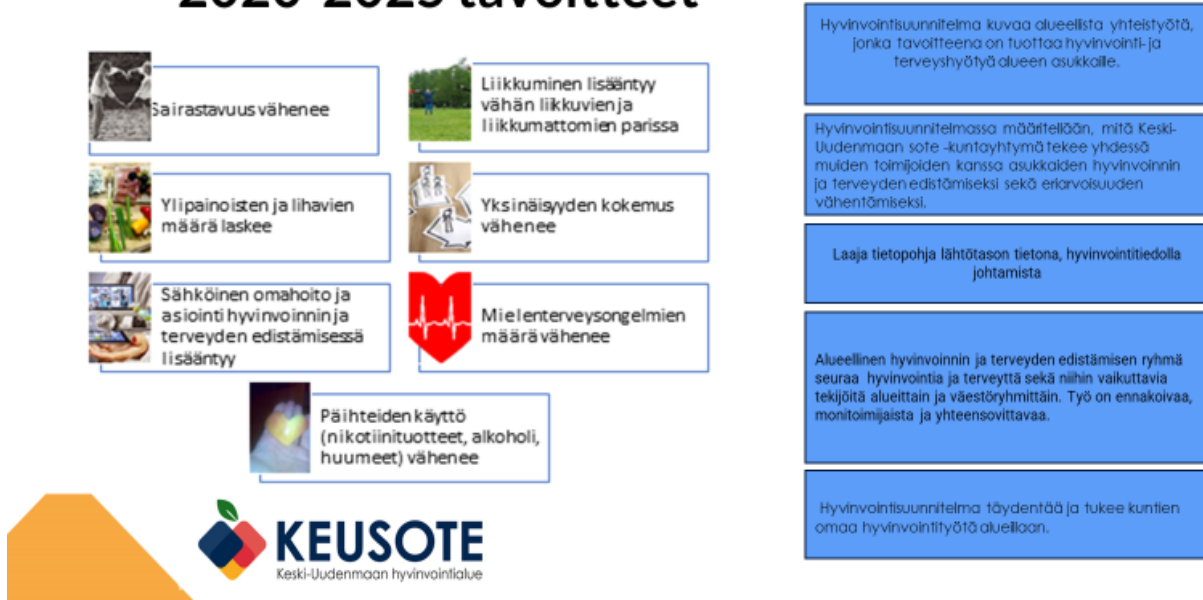 2020-2025 tavoitteet
Sairastavuus vähenee
Liikkuminen lisääntyy
vähän liikkuvien ja
liikkumattomien parissa
Ylipainoisten ja lihavien
määrä laskee
Yksinäisyyden kokemus
vähenee
Sähköinen omahoito ja
asiointi hyvinvoinnin ja
terveyden edistämisessä
lisääntyy
Mielenterveysongelmien
määrä vähenee
Päihteiden käyttö
(nikotiinituotteet, alkoholi,
huumeet) vähenee
KEUSOTE
Keski-Uudenmaan hyvinvointialue
Hyvinvointisuunnitelma kuvaa alueellista yhteistyötä,
jonka tavoitteena on tuottaa hyvinvointi- ja
terveyshyötyä alueen asukkaille.
Hyvinvointisuunnitelmassa määritellään, mitä Keski-
Uudenmaan sote -kuntayhtymä tekee yhdessä
muiden toimijoiden kanssa asukkaiden hyvinvoinnin
ja terveyden edistämiseksi sekä eriarvoisuuden
vähentämiseksi.
Laaja tietopohja lähtötason tietona, hyvinvointitiedolla
johtamista
Alueellinen hyvinvoinnin ja terveyden edistämisen ryhmä
seuraa hyvinvointia ja terveyttä sekä niihin vaikuttavia
tekijöitä alueittain ja väestöryhmittäin. Työ on ennakoivaa,
monitoimijaista ja yhteensovittavaa.
Hyvinvointisuunnitelma täydentää ja tukee kuntien
omaa hyvinvointityötä alueillaan.